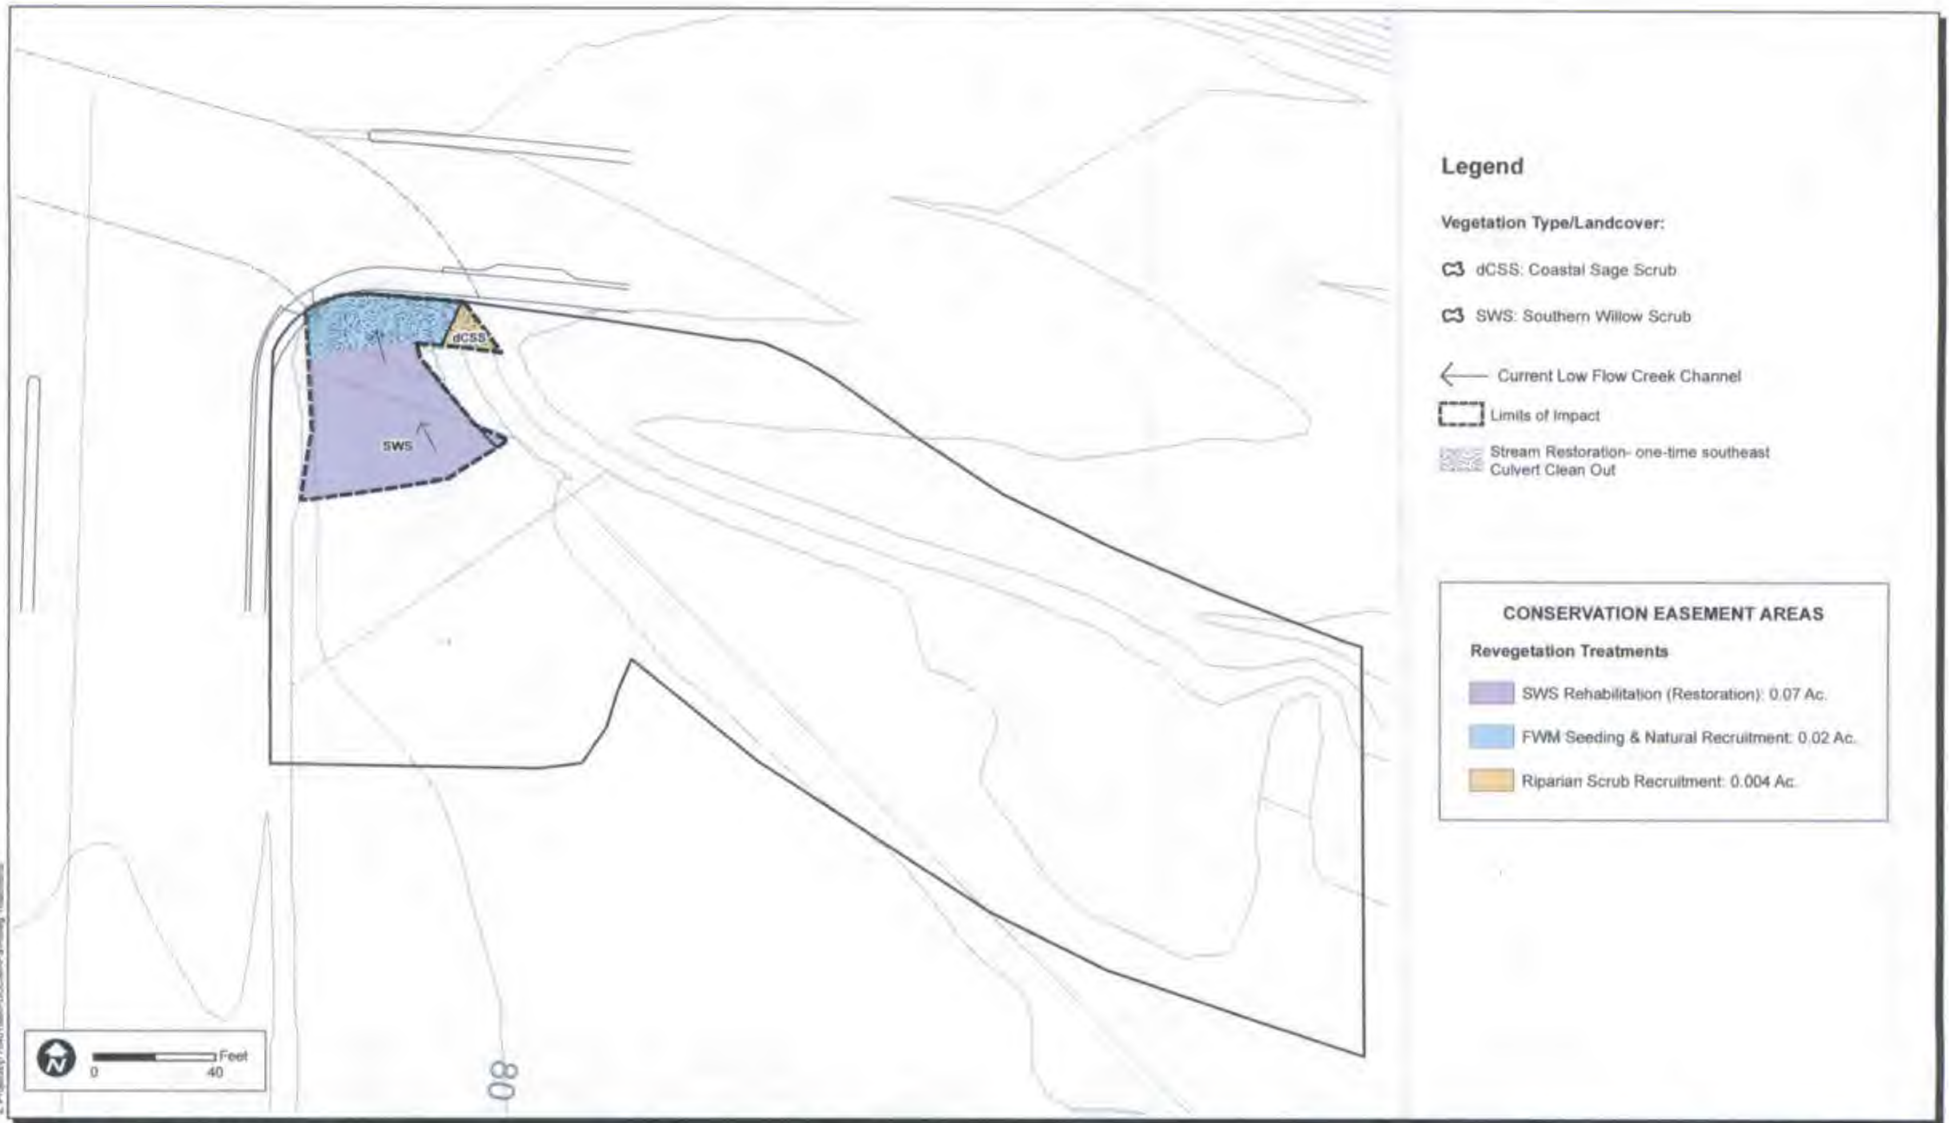 dCSS
SWS
80
N
Feet
0 40
Legend
Vegetation Type/Landcover:
dCSS: Coastal Sage Scrub
SWS: Southern Willow Scrub
Current Low Flow Creek Channel
Limits of Impact
Stream Restoration- one-time southeast
Culvert Clean Out
CONSERVATION EASEMENT AREAS
Revegetation Treatments
SWS Rehabilitation (Restoration): 0.07 Ac.
FWM Seeding & Natural Recruitment: 0.02 Ac.
Riparian Scrub Recruitment: 0.004 Ac.